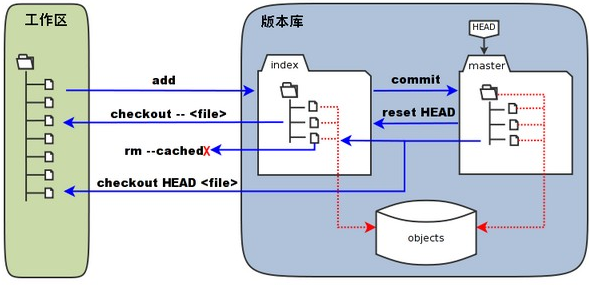 工作区
版本库
HEAD
index
master
add
commit
checkout -- <file>
reset HEAD
rm --cachedX
checkout HEAD <file>
objects